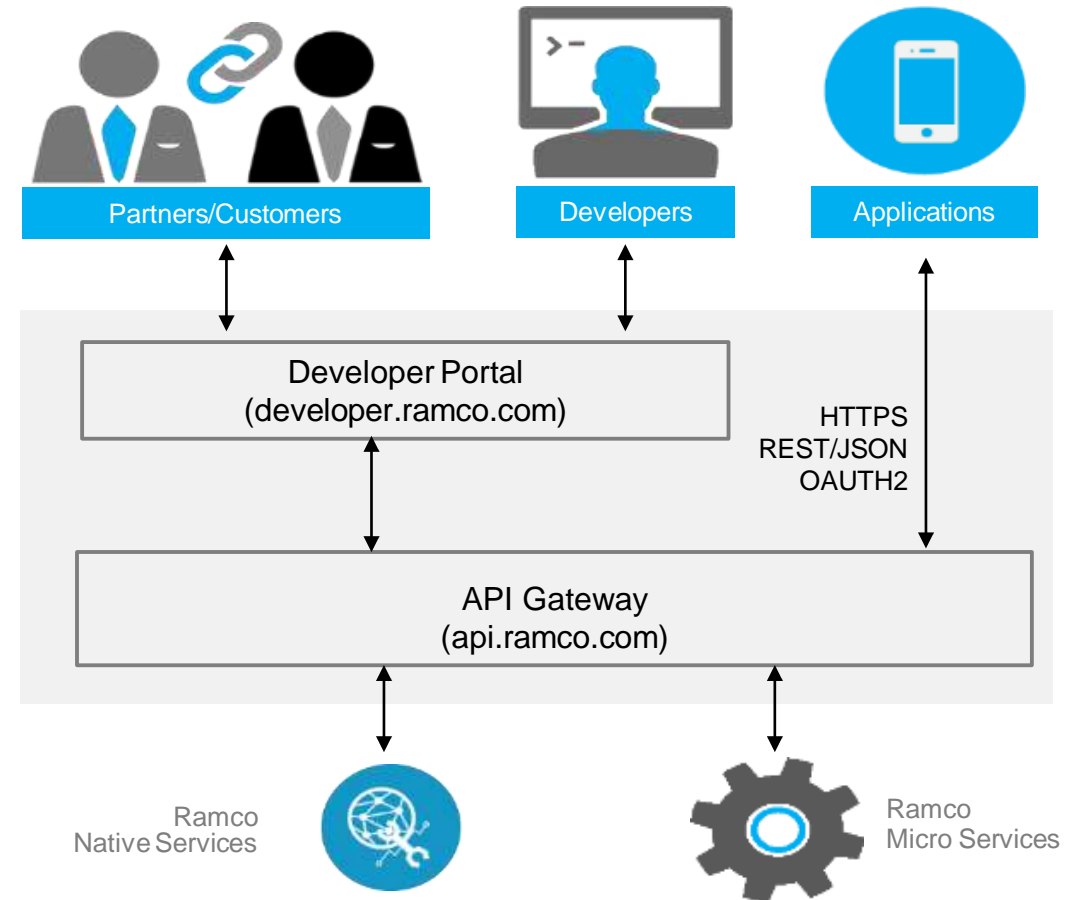 >-
Partners/Customers
Developers
Applications
Developer Portal
(developer.ramco.com)
HTTPS
REST/JSON
OAUTH2
API Gateway
(api.ramco.com)
Ramco
Native Services
Ramco
Micro Services